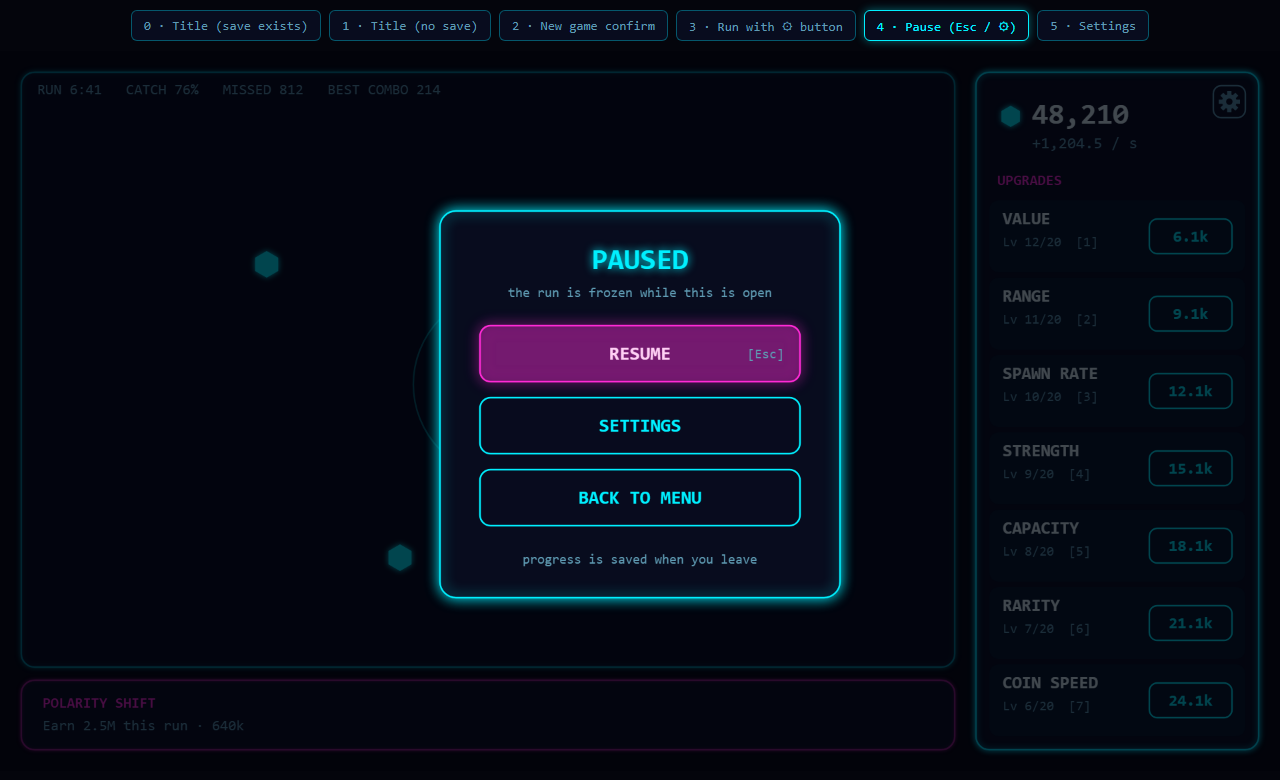 0 · Title (save exists)
1 · Title (no save)
2 · New game confirm
3 · Run with ⚙ button
4 · Pause (Esc / ⚙)
5 · Settings
RUN 6:41 CATCH 76% MISSED 812 BEST COMBO 214
48,210
+1,204.5 / s
UPGRADES
VALUE
Lv 12/20 [1]
6.1k
RANGE
Lv 11/20 [2]
9.1k
SPAWN RATE
Lv 10/20 [3]
12.1k
STRENGTH
Lv 9/20 [4]
15.1k
CAPACITY
Lv 8/20 [5]
18.1k
RARITY
Lv 7/20 [6]
21.1k
COIN SPEED
Lv 6/20 [7]
24.1k
PAUSED
the run is frozen while this is open
RESUME [Esc]
SETTINGS
BACK TO MENU
progress is saved when you leave
POLARITY SHIFT
Earn 2.5M this run · 640k